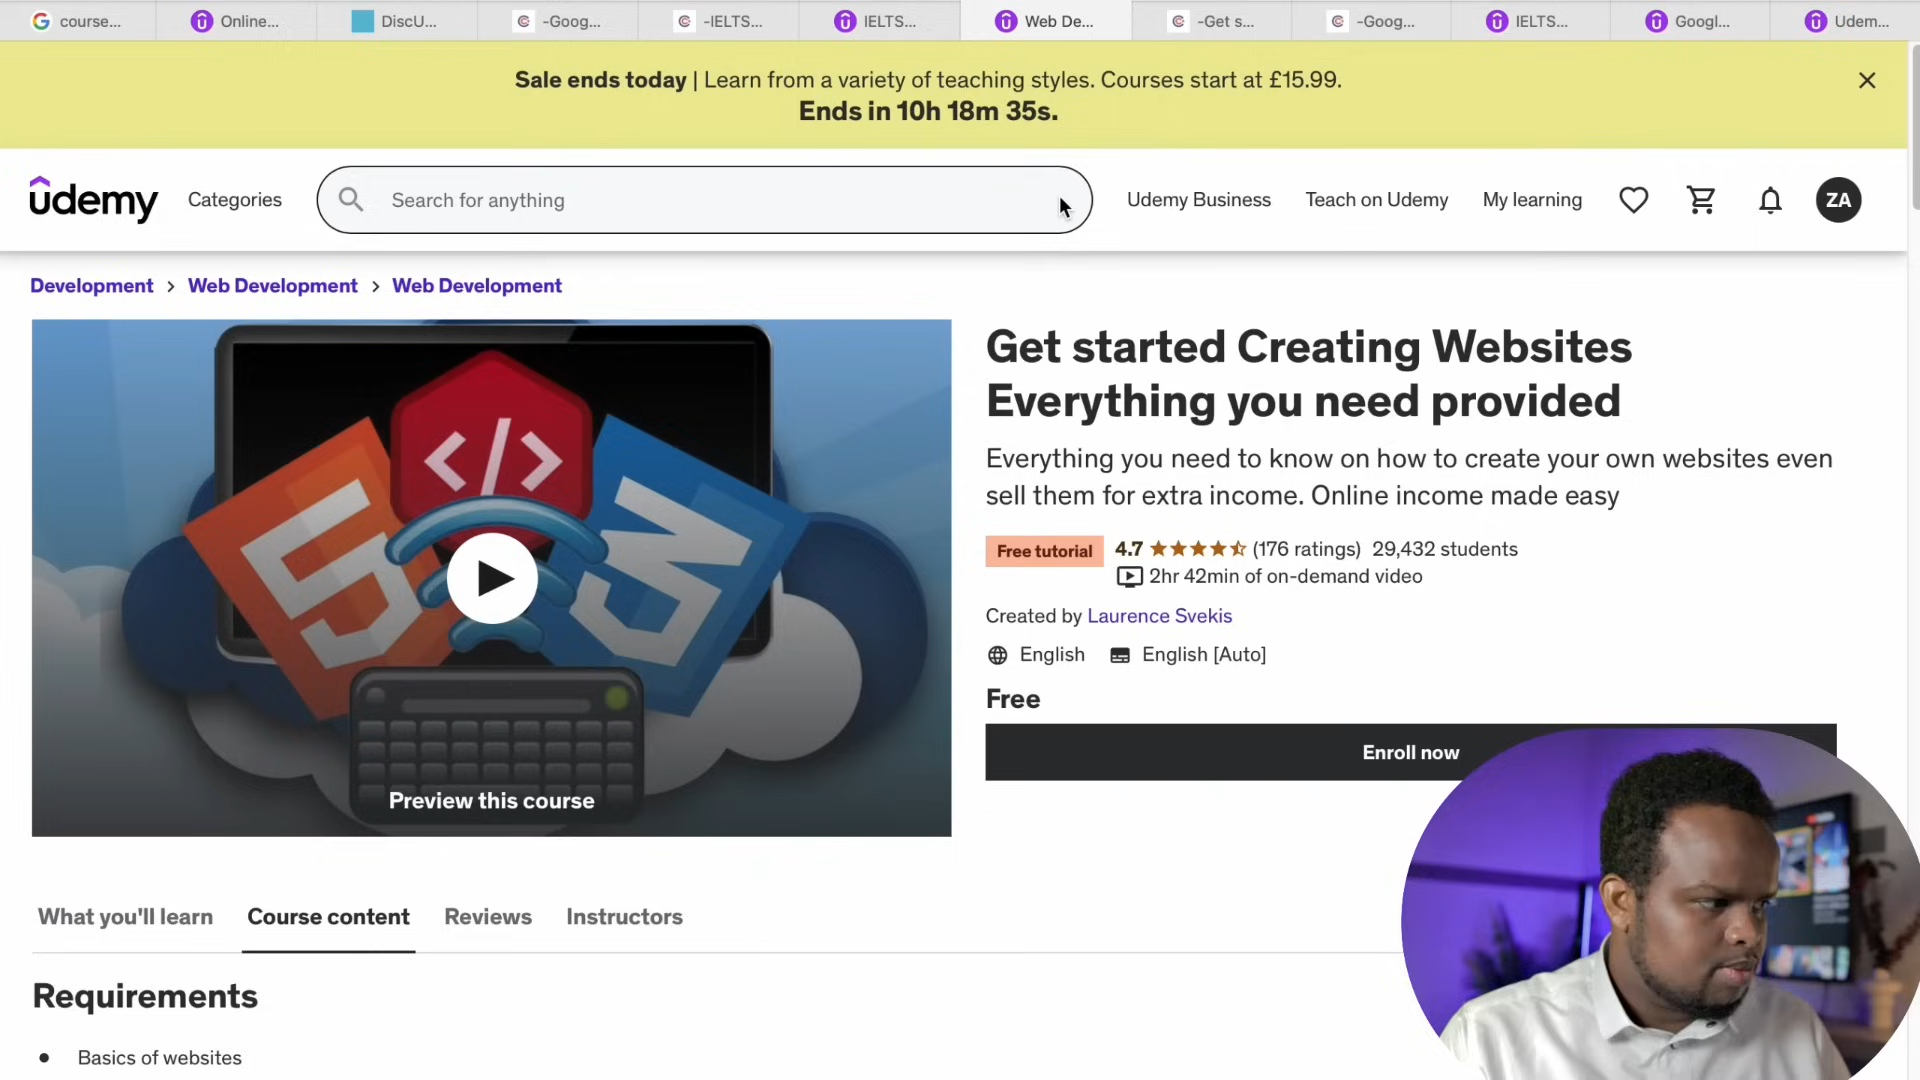 course...
Online...
DiscU...
-Goog...
-IELTS...
IELTS...
Web De...
-Get s...
-Goog...
IELTS...
Googl...
Udem...
Sale ends today | Learn from a variety of teaching styles. Courses start at £15.99.
Ends in 10h 18m 35s.
udemy
Categories
Search for anything
Udemy Business
Teach on Udemy
My learning
ZA
Development > Web Development > Web Development
Get started Creating Websites
Everything you need provided
Everything you need to know on how to create your own websites even
sell them for extra income. Online income made easy
Free tutorial 4.7 (176 ratings) 29,432 students
2hr 42min of on-demand video
Created by Laurence Svekis
English English [Auto]
Free
Enroll now
Preview this course
What you'll learn
Course content
Reviews
Instructors
Requirements
Basics of websites